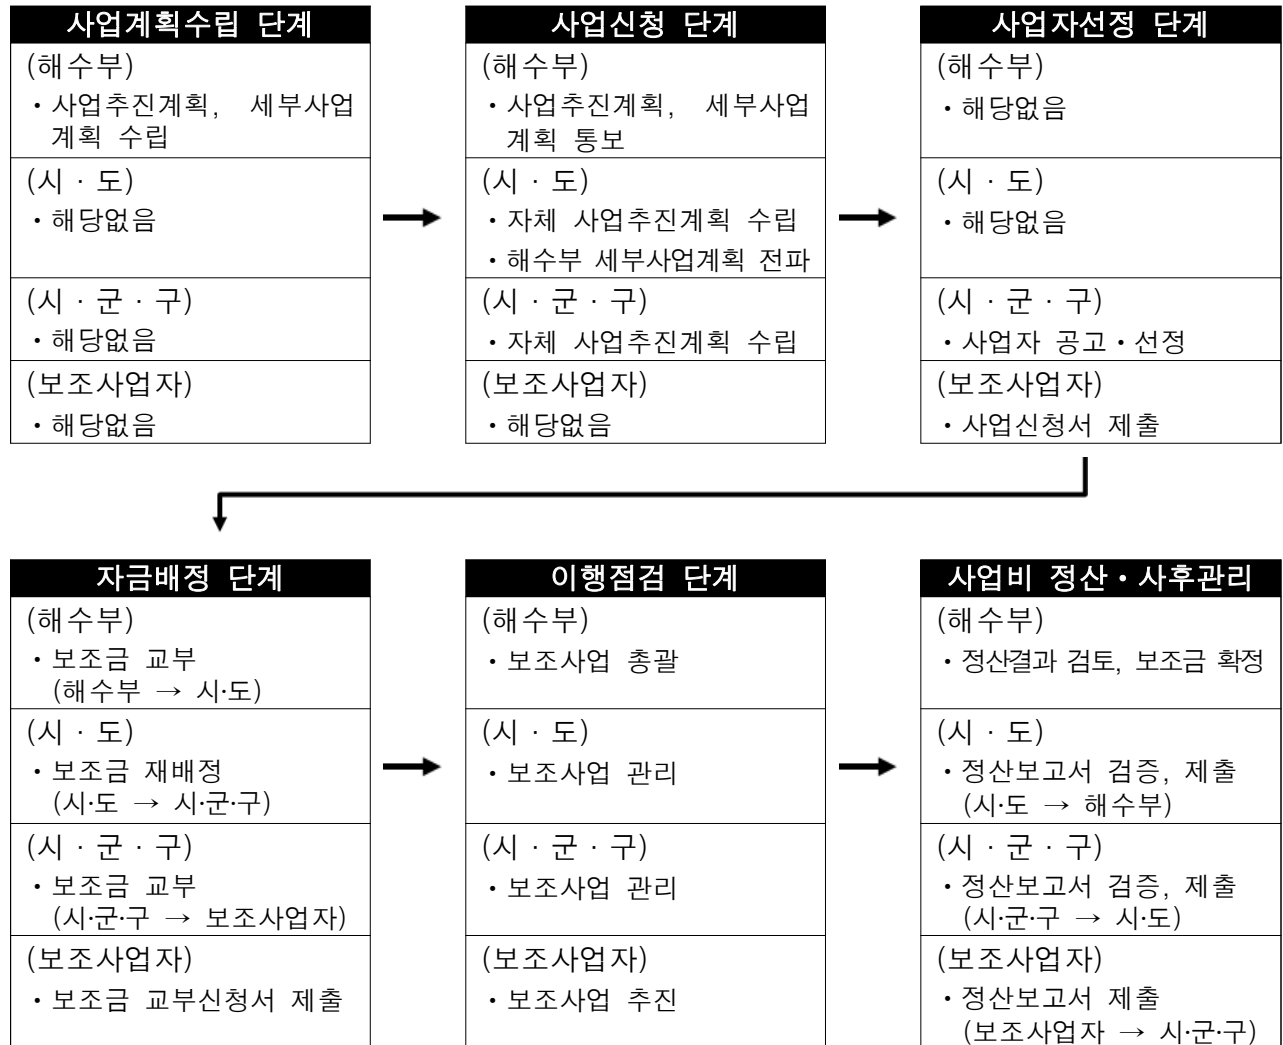 사업계획수립 단계
(해수부)
・사업추진계획, 세부사업
계획 수립
(시 · 도)
・해당없음
(시 · 군 · 구)
・해당없음
(보조사업자)
・해당없음
사업신청 단계
(해수부)
・사업추진계획, 세부사업
계획 통보
(시 · 도)
・자체 사업추진계획 수립
・해수부 세부사업계획 전파
(시 · 군 · 구)
・자체 사업추진계획 수립
(보조사업자)
・해당없음
사업자선정 단계
(해수부)
・해당없음
(시 · 도)
・해당없음
(시 · 군 · 구)
・사업자 공고・선정
(보조사업자)
・사업신청서 제출
자금배정 단계
(해수부)
・보조금 교부
(해수부 → 시·도)
(시 · 도)
・보조금 재배정
(시·도 → 시·군·구)
(시 · 군 · 구)
・보조금 교부
(시·군·구 → 보조사업자)
(보조사업자)
・보조금 교부신청서 제출
이행점검 단계
(해수부)
・보조사업 총괄
(시 · 도)
・보조사업 관리
(시 · 군 · 구)
・보조사업 관리
(보조사업자)
・보조사업 추진
사업비 정산・사후관리
(해수부)
・정산결과 검토, 보조금 확정
(시 · 도)
・정산보고서 검증, 제출
(시·도 → 해수부)
(시 · 군 · 구)
・정산보고서 검증, 제출
(시·군·구 → 시·도)
(보조사업자)
・정산보고서 제출
(보조사업자 → 시·군·구)